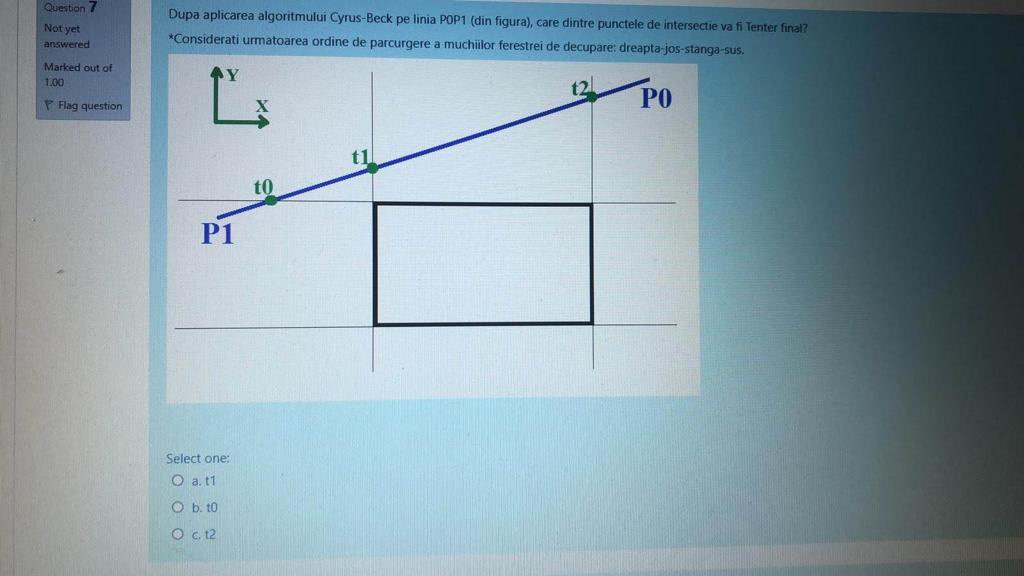 Question 7
Not yet
answered
Marked out of
1.00
Flag question
Dupa aplicarea algoritmului Cyrus-Beck pe linia P0P1 (din figura), care dintre punctele de intersectie va fi Tenter final?
*Considerati urmatoarea ordine de parcurgere a muchiilor ferestrei de decupare: dreapta-jos-stanga-sus.
Y
X
t2
P0
t1
t0
P1
Select one:
a. t1
b. t0
c. t2